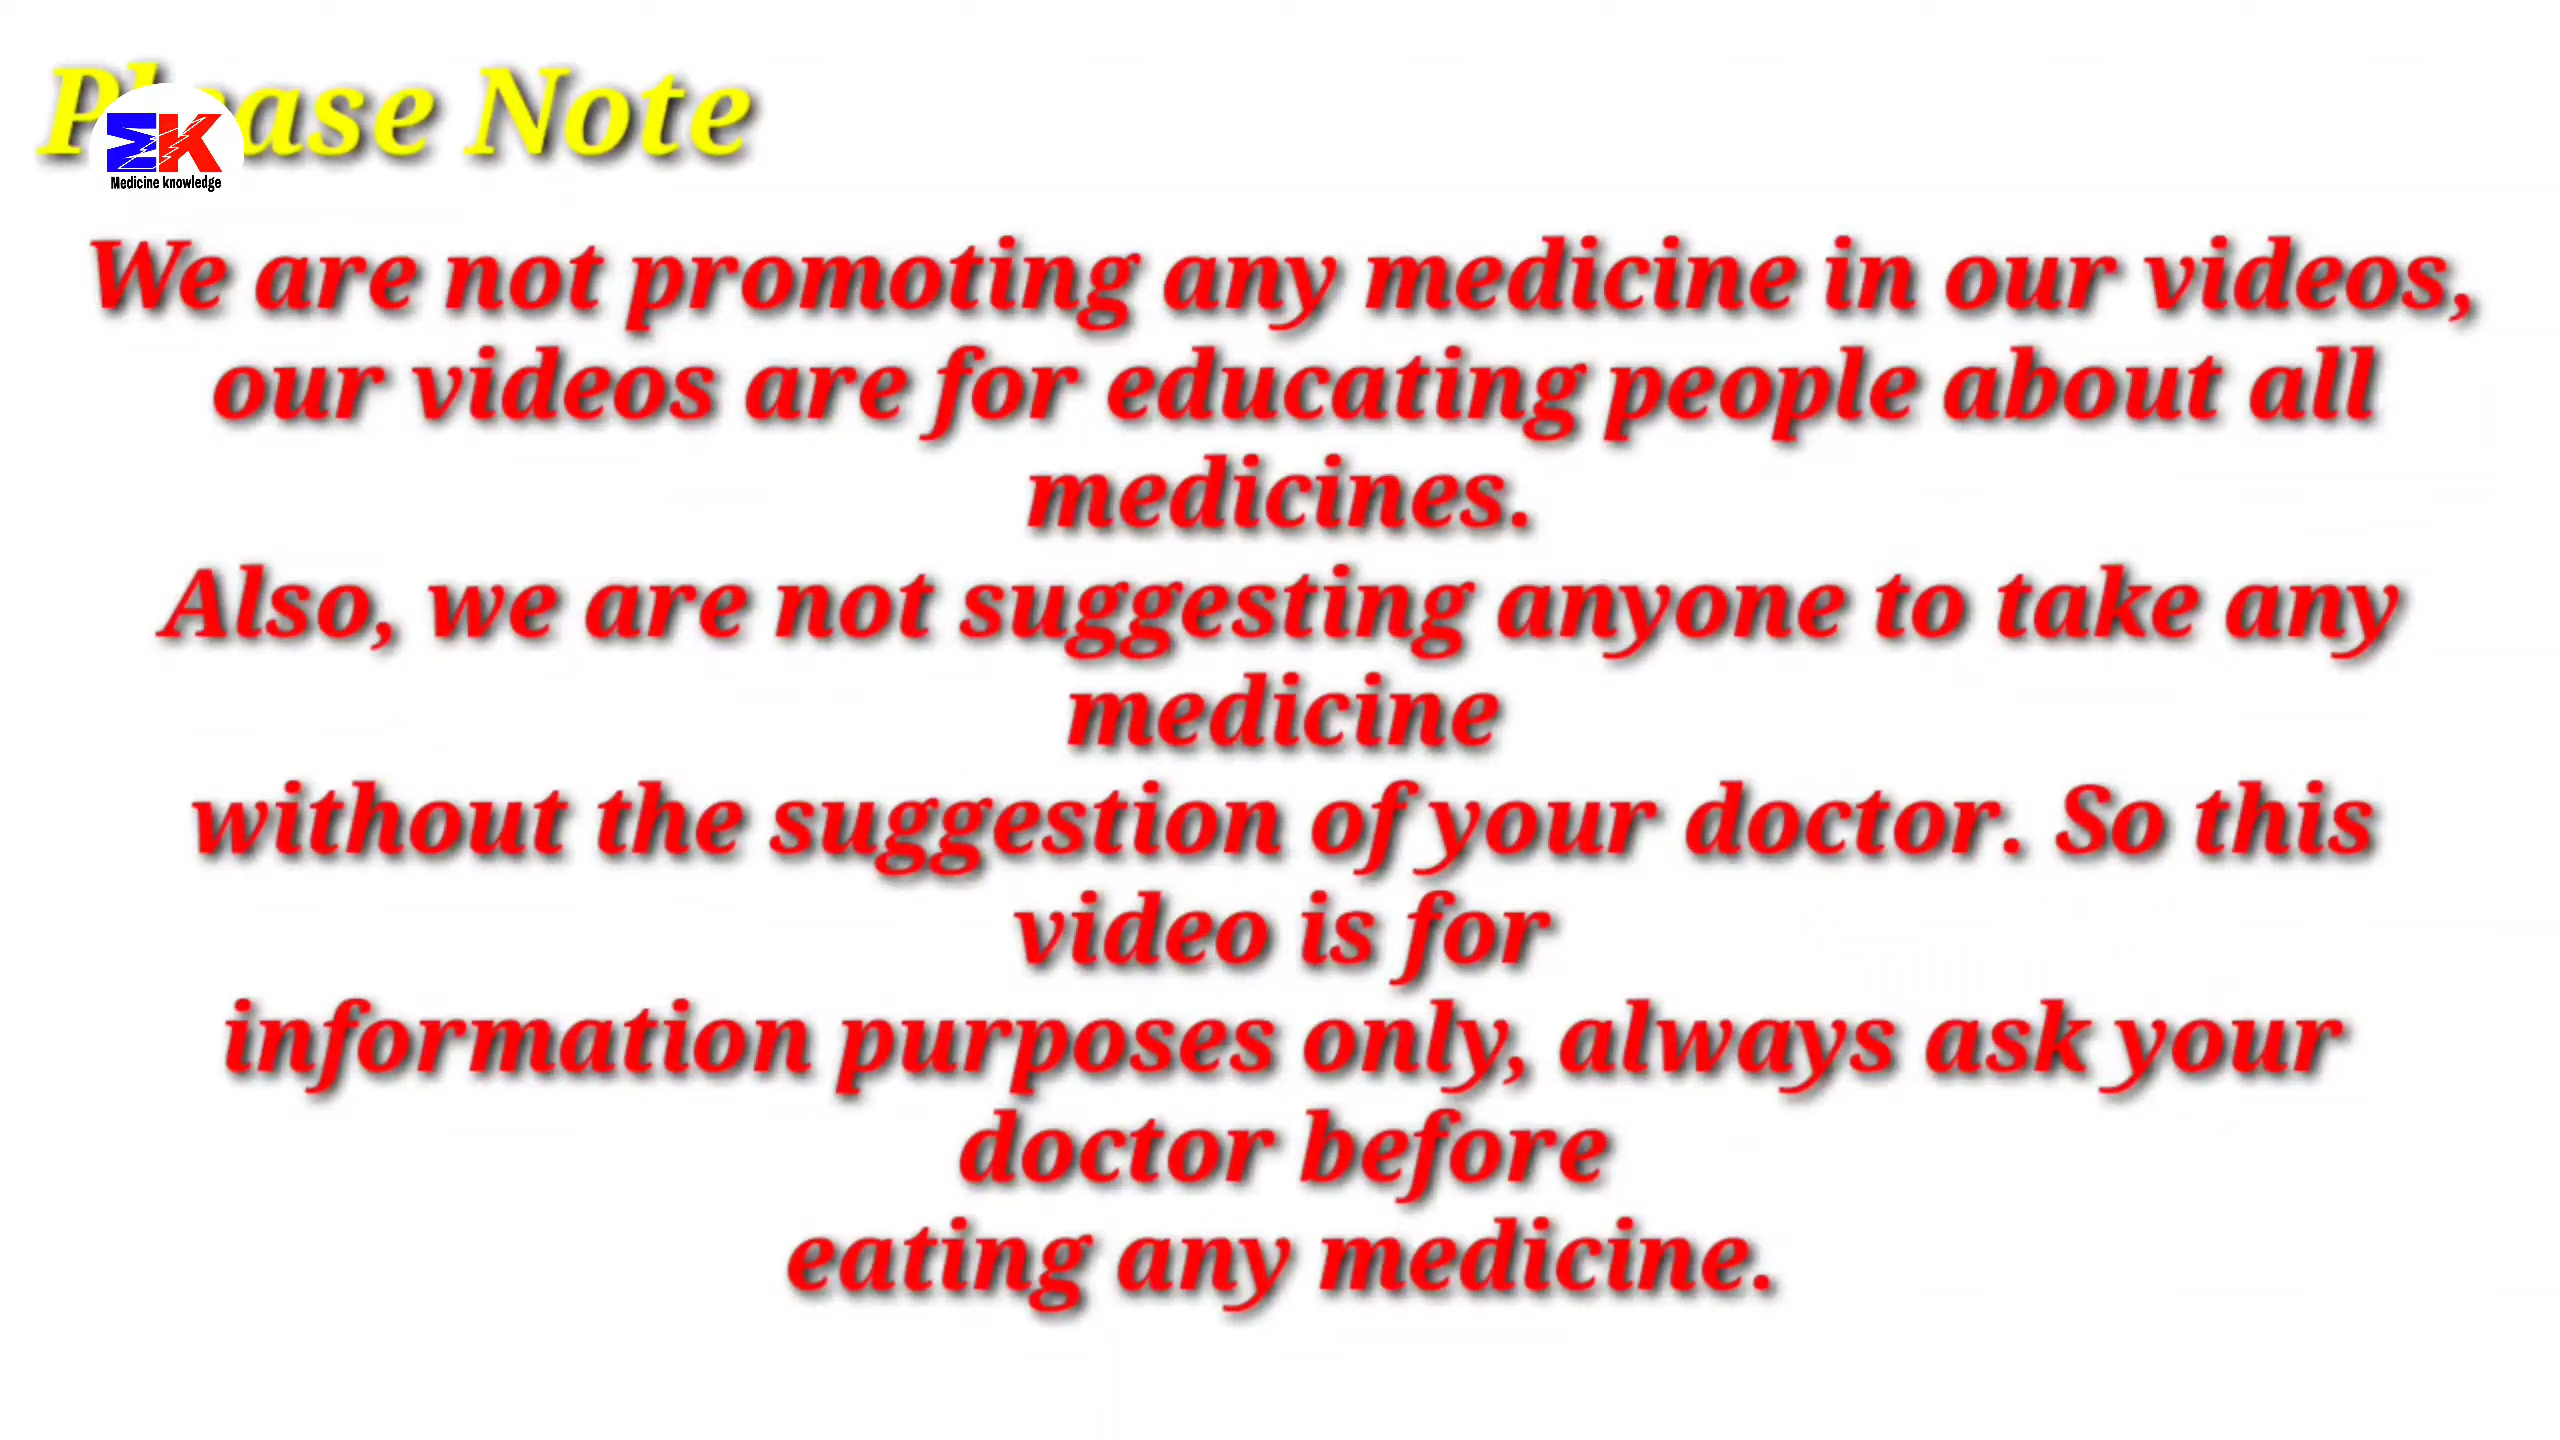 Please Note
MK
Medicine knowledge
We are not promoting any medicine in our videos,
our videos are for educating people about all
medicines.
Also, we are not suggesting anyone to take any
medicine
without the suggestion of your doctor. So this
video is for
information purposes only, always ask your
doctor before
eating any medicine.